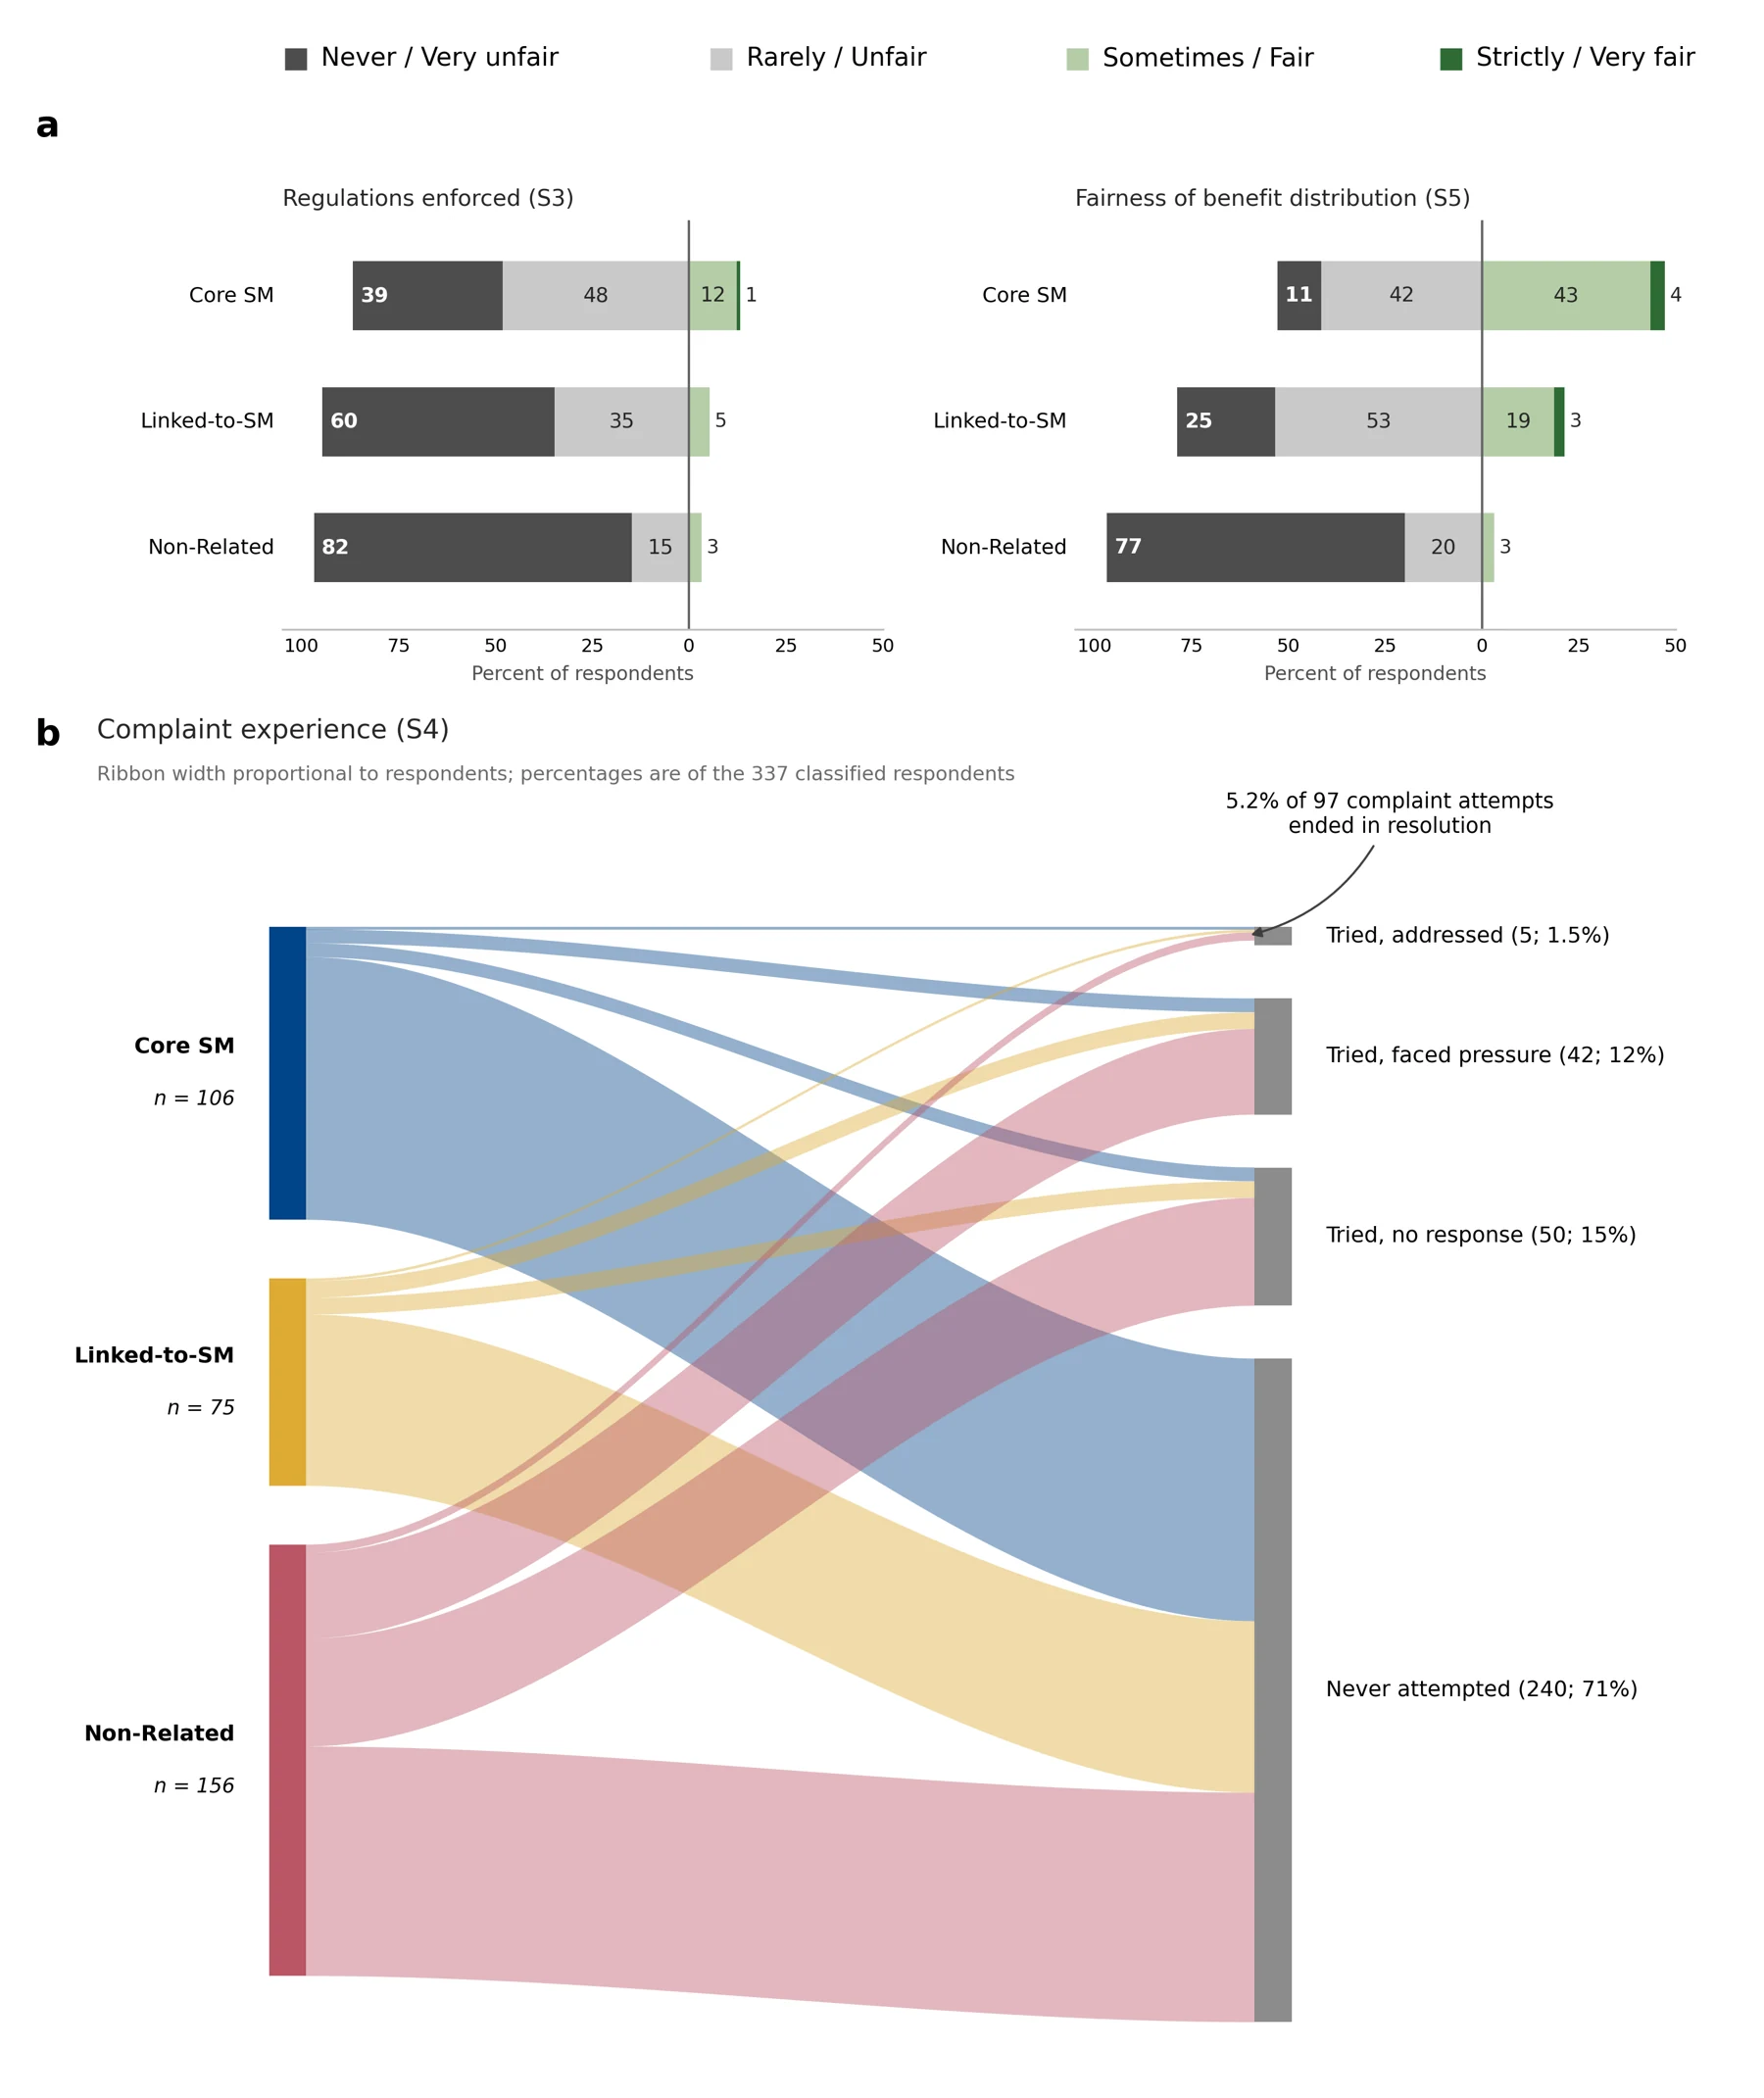 Never / Very unfair
Rarely / Unfair
Sometimes / Fair
Strictly / Very fair
a
Regulations enforced (S3)
Core SM
39
48
12
1
Linked-to-SM
60
35
5
Non-Related
82
15
3
100
75
50
25
0
25
50
Percent of respondents
Fairness of benefit distribution (S5)
Core SM
11
42
43
4
Linked-to-SM
25
53
19
3
Non-Related
77
20
3
100
75
50
25
0
25
50
Percent of respondents
b
Complaint experience (S4)
Ribbon width proportional to respondents; percentages are of the 337 classified respondents
5.2% of 97 complaint attempts
ended in resolution
Core SM
n = 106
Linked-to-SM
n = 75
Non-Related
n = 156
Tried, addressed (5; 1.5%)
Tried, faced pressure (42; 12%)
Tried, no response (50; 15%)
Never attempted (240; 71%)